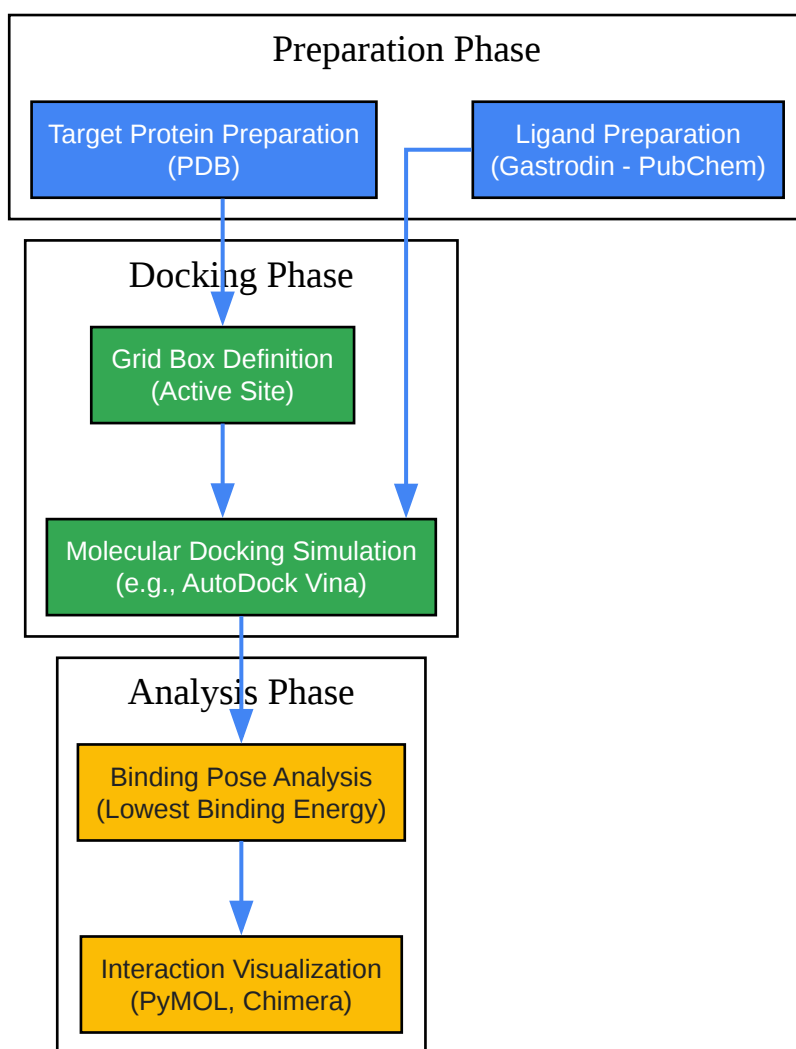 Preparation Phase
Target Protein Preparation
(PDB)
Ligand Preparation
(Gastrodin - PubChem)
Docking Phase
Grid Box Definition
(Active Site)
Molecular Docking Simulation
(e.g., AutoDock Vina)
Analysis Phase
Binding Pose Analysis
(Lowest Binding Energy)
Interaction Visualization
(PyMOL, Chimera)